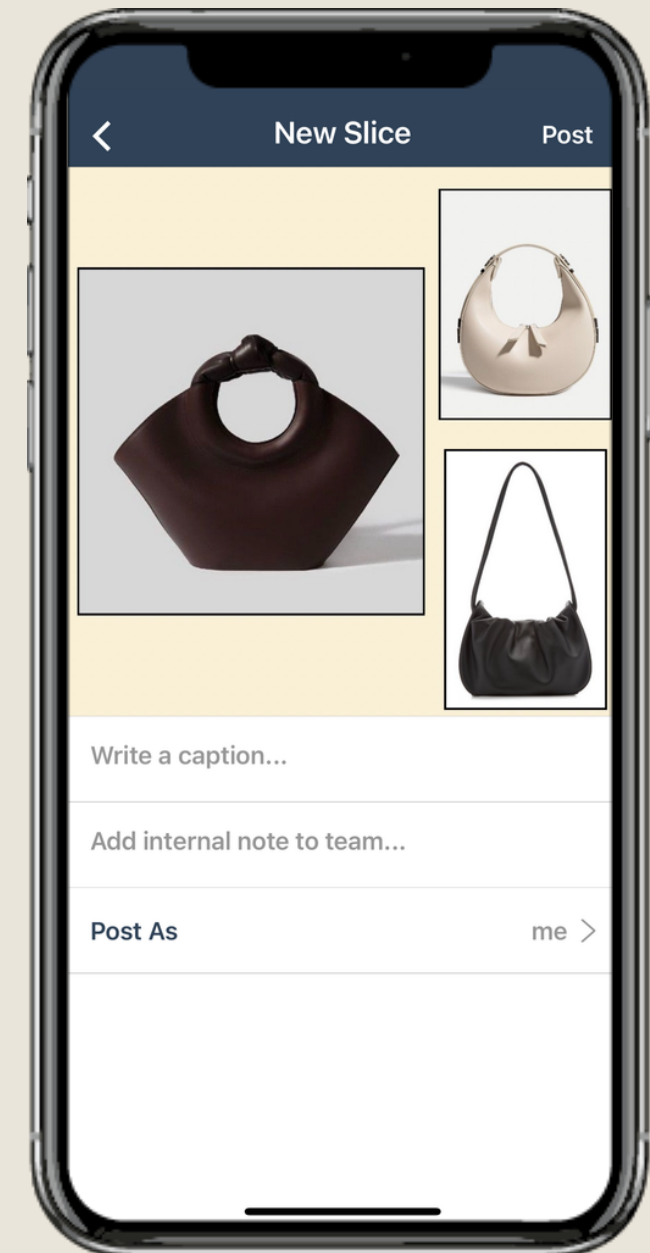 New Slice
Post
Write a caption...
Add internal note to team...
Post As
me